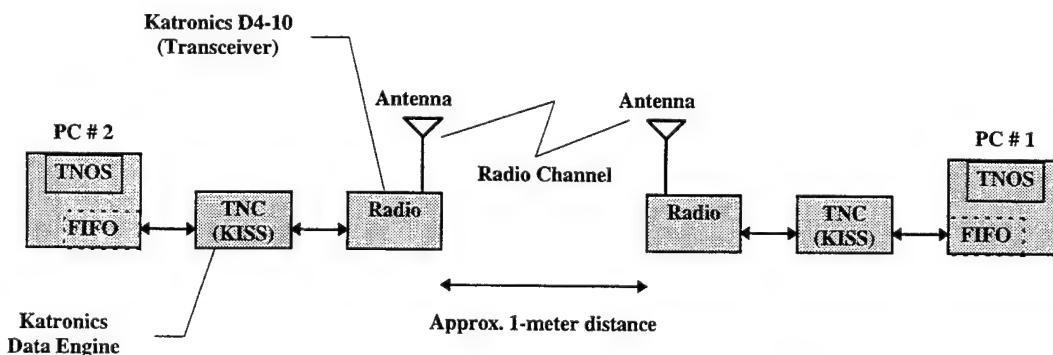 Katronics D4-10
(Transceiver)
Antenna
Antenna
PC # 2
PC # 1
TNOS
TNOS
Radio Channel
FIFO
TNC
(KISS)
Radio
Radio
TNC
(KISS)
FIFO
Approx. 1-meter distance
Katronics
Data Engine